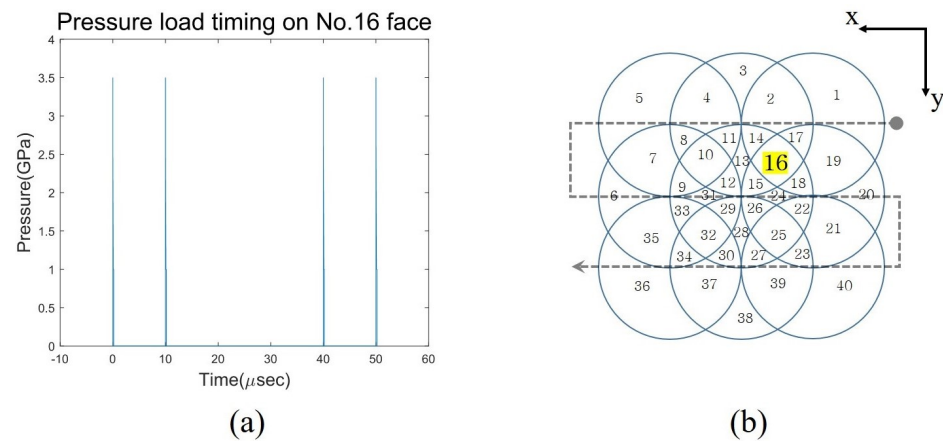 Pressure load timing on No.16 face
4
3.5
3
2.5
2
1.5
1
0.5
0
Pressure(GPa)
-10 0 10 20 30 40 50 60
Time(μsec)
(a)
x
y
3
5 4 2 1
8 11 14 17
7 10 13 16 19
9 12 15 18
6 31 24 20
33 29 26 22
35 32 28 25 21
34 30 27 23
36 37 39 40
38
(b)